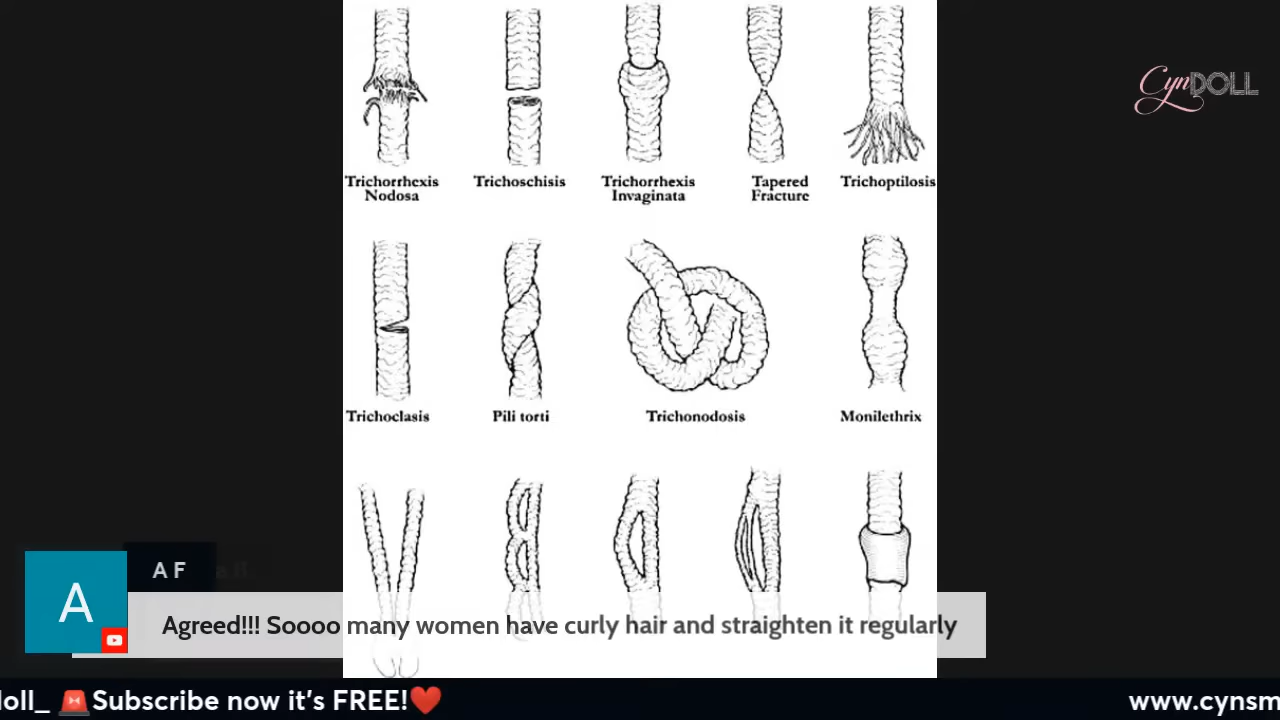 CynDOLL
Trichorrhexis
Nodosa
Trichoschisis
Trichorrhexis
Invaginata
Tapered
Fracture
Trichoptilosis
Trichoclasis
Pili torti
Trichonodosis
Monilethrix
A
A F
Agreed!!! Soooo many women have curly hair and straighten it regularly
doll_ 🚨Subscribe now it's FREE!❤️
www.cynsm